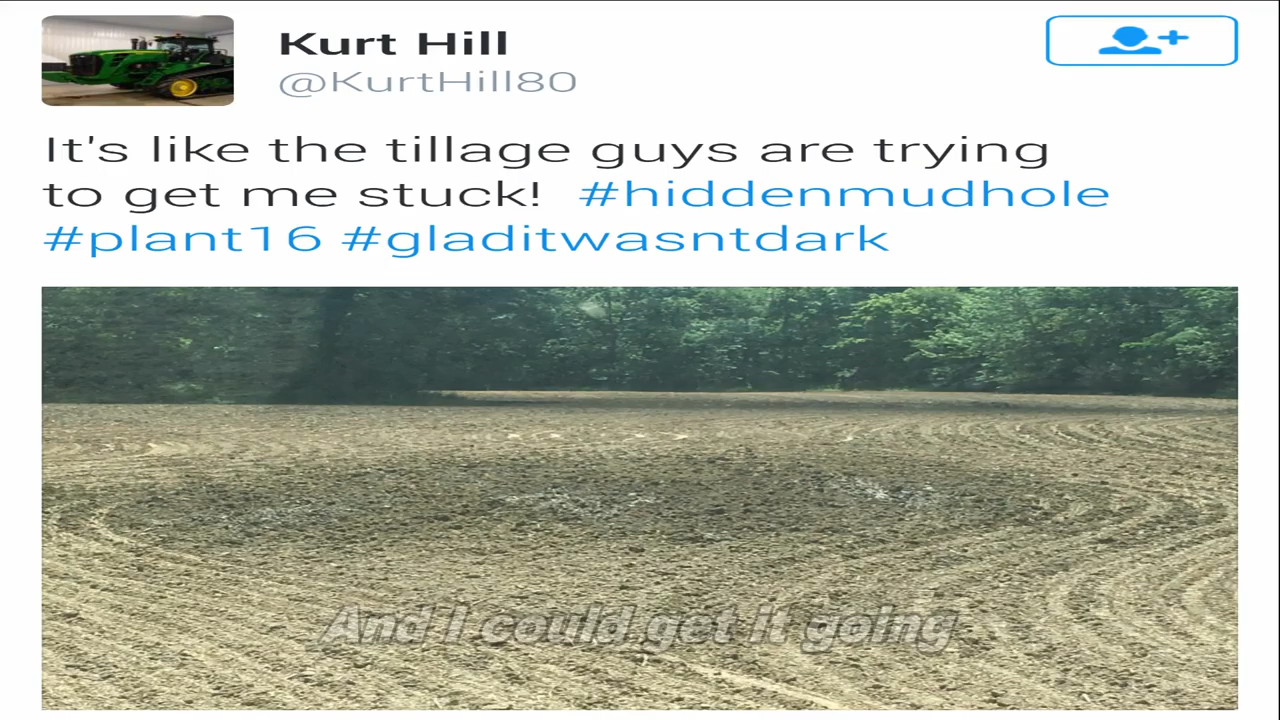 Kurt Hill
@KurtHill80
It's like the tillage guys are trying
to get me stuck! #hiddenmudhole
#plant16 #gladitwasntdark
And I could get it going